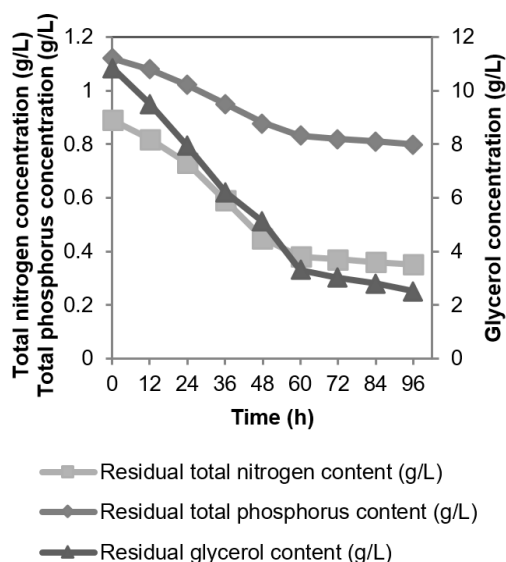 Total nitrogen concentration (g/L)
Total phosphorus concentration (g/L)
1.2
1
0.8
0.6
0.4
0.2
0
12
10
8
6
4
2
0
Glycerol concentration (g/L)
0 12 24 36 48 60 72 84 96
Time (h)
Residual total nitrogen content (g/L)
Residual total phosphorus content (g/L)
Residual glycerol content (g/L)